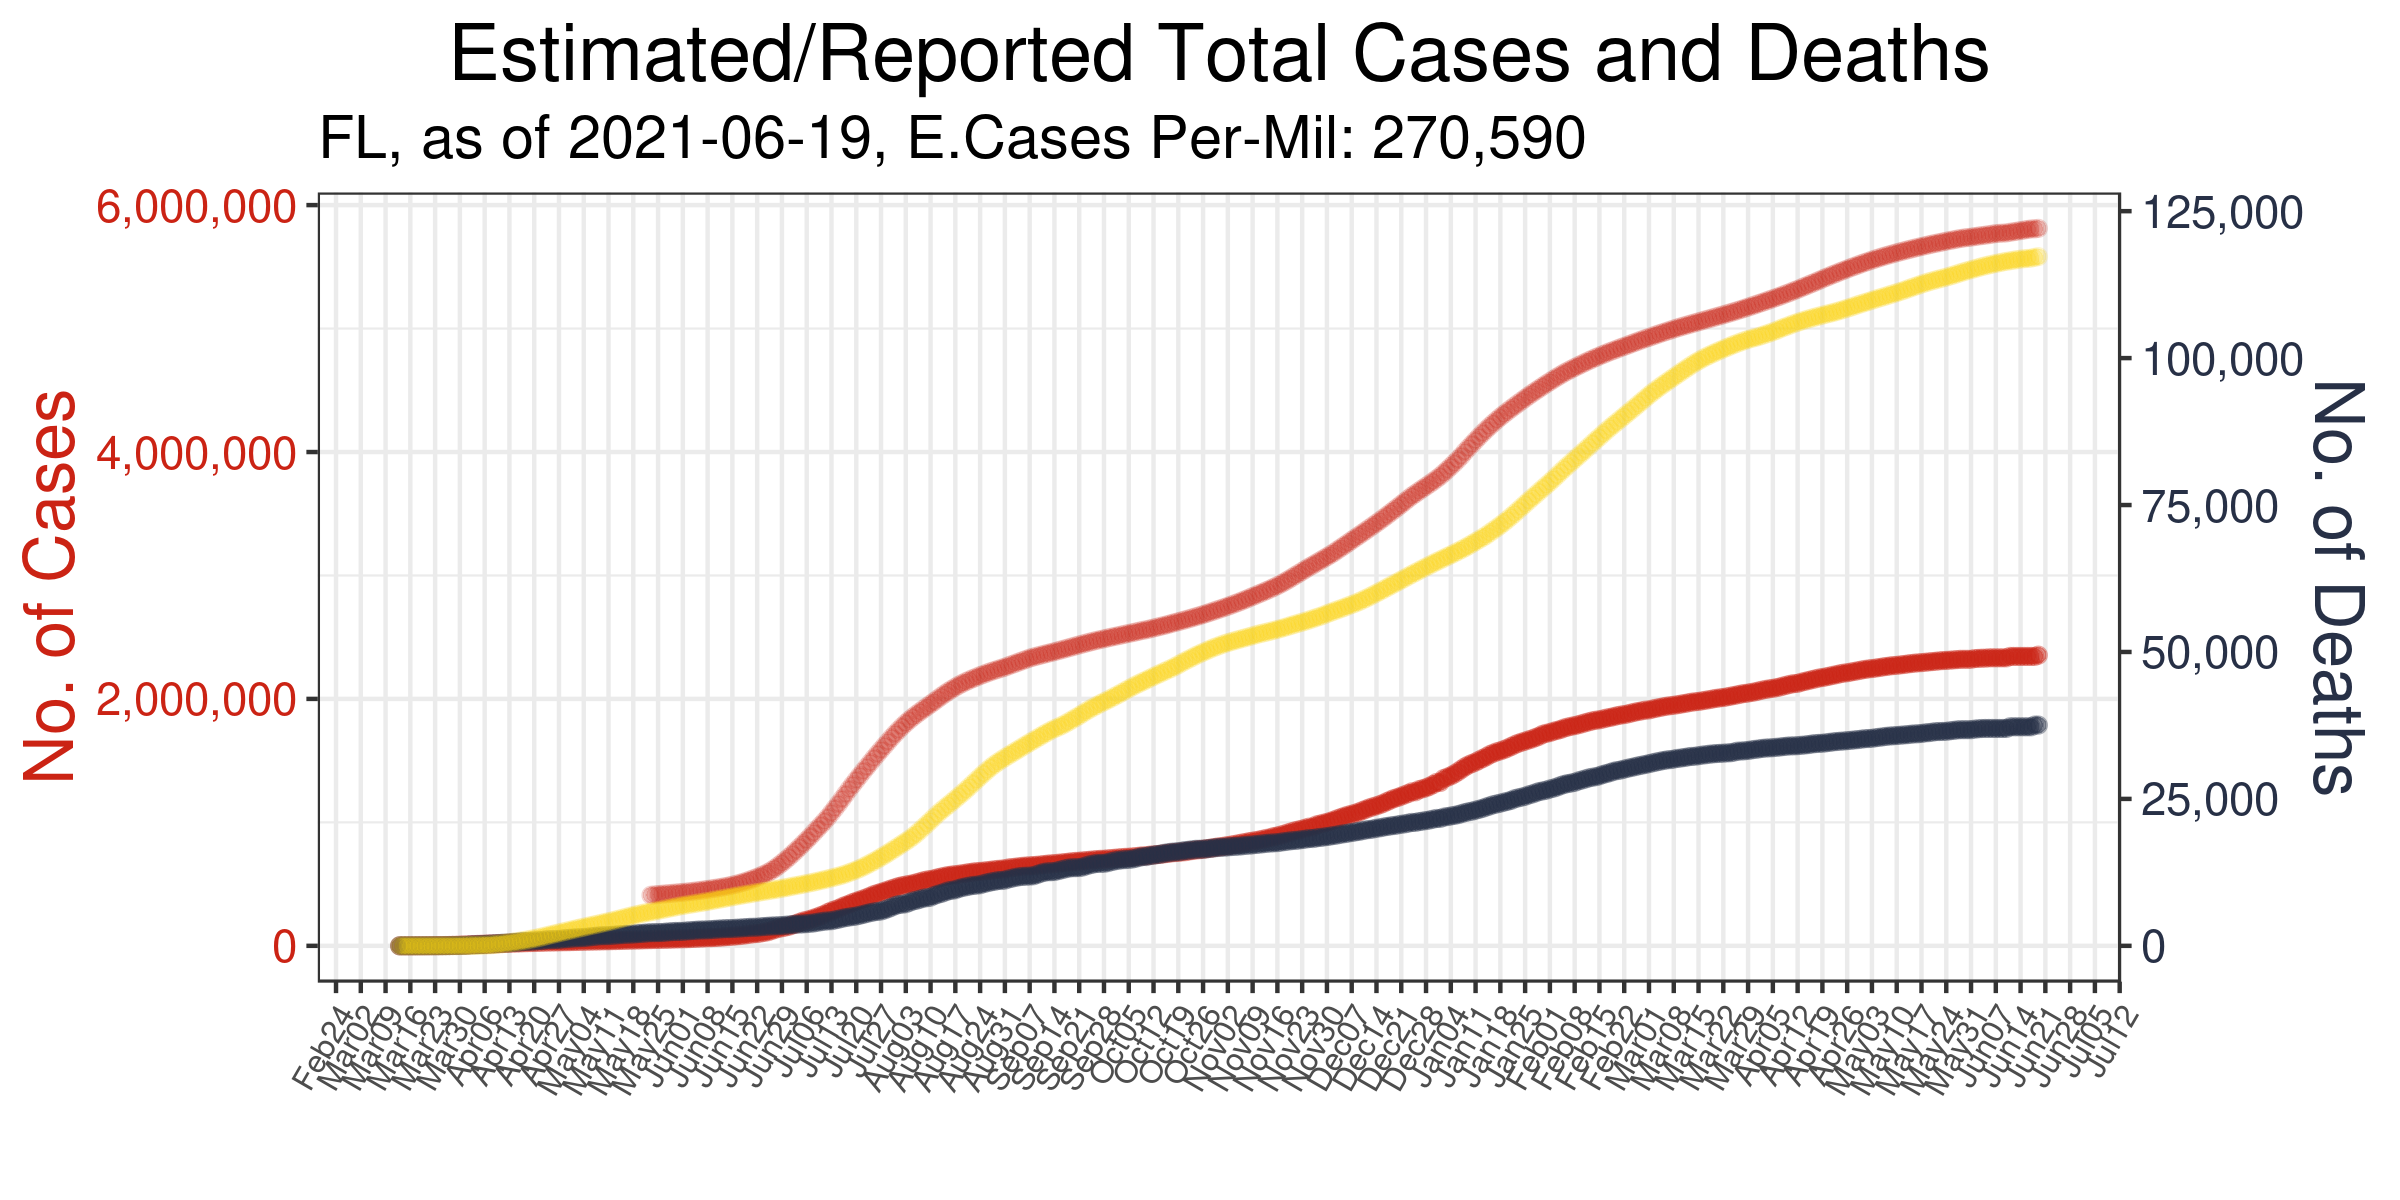 Estimated/Reported Total Cases and Deaths
FL, as of 2021-06-19, E.Cases Per-Mil: 270,590
No. of Cases
6,000,000
4,000,000
2,000,000
0
125,000
100,000
75,000
50,000
25,000
0
No. of Deaths
Feb24
Mar02
Mar09
Mar16
Mar23
Mar30
Apr06
Apr13
Apr20
Apr27
May04
May11
May18
May25
Jun01
Jun08
Jun15
Jun22
Jun29
Jul06
Jul13
Jul20
Jul27
Aug03
Aug10
Aug17
Aug24
Aug31
Sep07
Sep14
Sep21
Sep28
Oct05
Oct12
Oct19
Oct26
Nov02
Nov09
Nov16
Nov23
Nov30
Dec07
Dec14
Dec21
Dec28
Jan04
Jan11
Jan18
Jan25
Feb01
Feb08
Feb15
Feb22
Mar01
Mar08
Mar15
Mar22
Mar29
Apr05
Apr12
Apr19
Apr26
May03
May10
May17
May24
May31
Jun07
Jun14
Jun21
Jun28
Jul05
Jul12